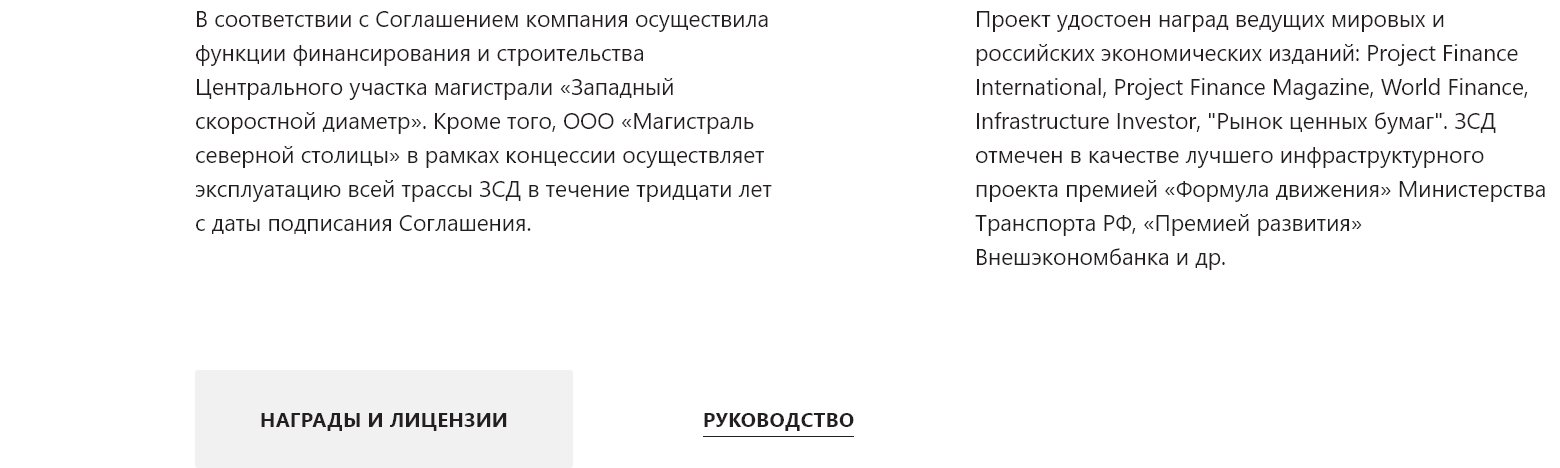 В соответствии с Соглашением компания осуществила
функции финансирования и строительства
Центрального участка магистрали «Западный
скоростной диаметр». Кроме того, ООО «Магистраль
северной столицы» в рамках концессии осуществляет
эксплуатацию всей трассы ЗСД в течение тридцати лет
с даты подписания Соглашения.
Проект удостоен наград ведущих мировых и
российских экономических изданий: Project Finance
International, Project Finance Magazine, World Finance,
Infrastructure Investor, "Рынок ценных бумаг". ЗСД
отмечен в качестве лучшего инфраструктурного
проекта премией «Формула движения» Министерства
Транспорта РФ, «Премией развития»
Внешэкономбанка и др.
НАГРАДЫ И ЛИЦЕНЗИИ
РУКОВОДСТВО